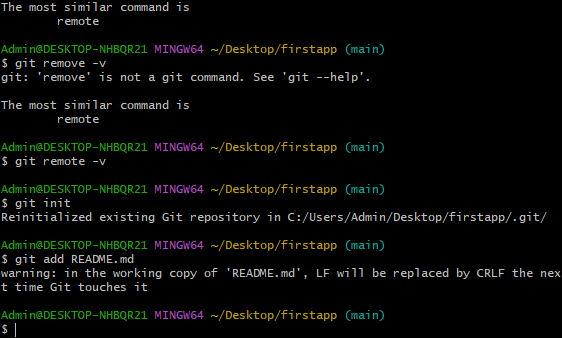 The most similar command is
        remote
Admin@DESKTOP-NHBQR21 MINGW64 ~/Desktop/firstapp (main)
$ git remove -v
git: 'remove' is not a git command. See 'git --help'.
The most similar command is
        remote
Admin@DESKTOP-NHBQR21 MINGW64 ~/Desktop/firstapp (main)
$ git remote -v
Admin@DESKTOP-NHBQR21 MINGW64 ~/Desktop/firstapp (main)
$ git init
Reinitialized existing Git repository in C:/Users/Admin/Desktop/firstapp/.git/
Admin@DESKTOP-NHBQR21 MINGW64 ~/Desktop/firstapp (main)
$ git add README.md
warning: in the working copy of 'README.md', LF will be replaced by CRLF the nex
t time Git touches it
Admin@DESKTOP-NHBQR21 MINGW64 ~/Desktop/firstapp (main)
$